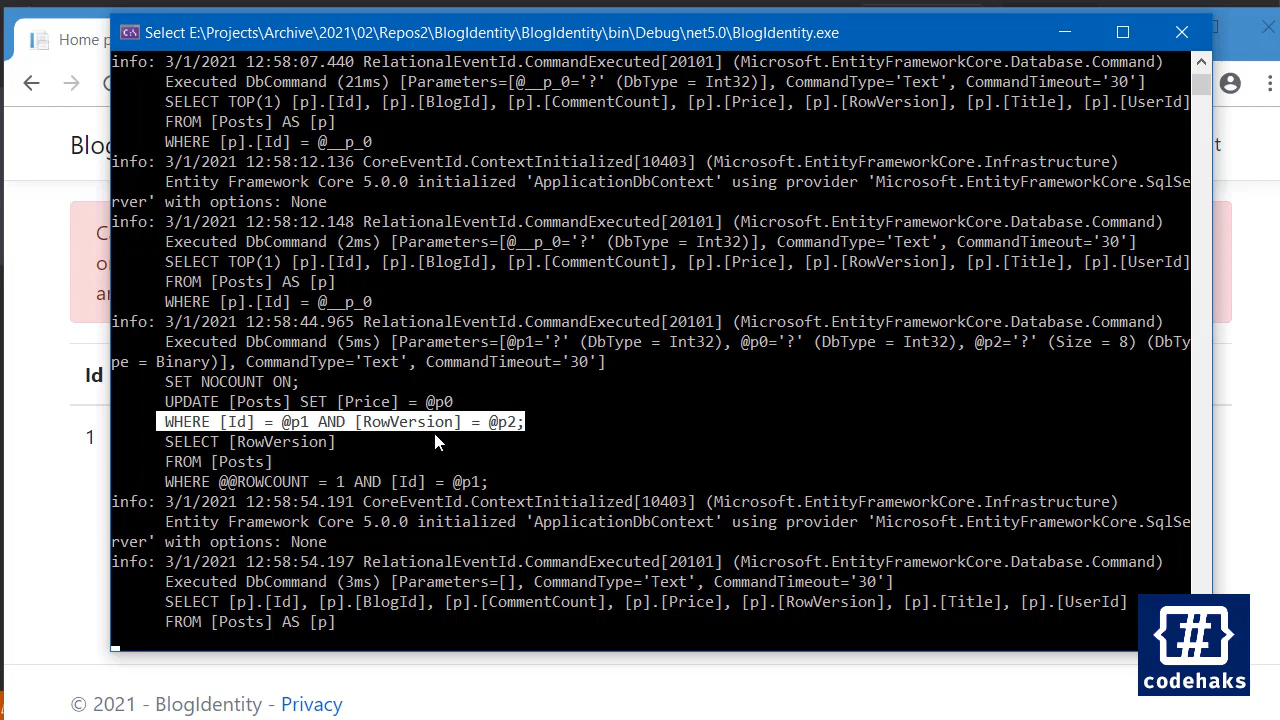 Select E:\Projects\Archive\2021\02\Repos2\BlogIdentity\BlogIdentity\bin\Debug\net5.0\BlogIdentity.exe
Home p
info: 3/1/2021 12:58:07.440 RelationalEventId.CommandExecuted[20101] (Microsoft.EntityFrameworkCore.Database.Command)
Executed DbCommand (21ms) [Parameters=[@__p_0='?' (DbType = Int32)], CommandType='Text', CommandTimeout='30']
SELECT TOP(1) [p].[Id], [p].[BlogId], [p].[CommentCount], [p].[Price], [p].[RowVersion], [p].[Title], [p].[UserId]
FROM [Posts] AS [p]
WHERE [p].[Id] = @__p_0
info: 3/1/2021 12:58:12.136 CoreEventId.ContextInitialized[10403] (Microsoft.EntityFrameworkCore.Infrastructure)
Entity Framework Core 5.0.0 initialized 'ApplicationDbContext' using provider 'Microsoft.EntityFrameworkCore.SqlSe
rver' with options: None
info: 3/1/2021 12:58:12.148 RelationalEventId.CommandExecuted[20101] (Microsoft.EntityFrameworkCore.Database.Command)
Executed DbCommand (2ms) [Parameters=[@__p_0='?' (DbType = Int32)], CommandType='Text', CommandTimeout='30']
SELECT TOP(1) [p].[Id], [p].[BlogId], [p].[CommentCount], [p].[Price], [p].[RowVersion], [p].[Title], [p].[UserId]
FROM [Posts] AS [p]
WHERE [p].[Id] = @__p_0
info: 3/1/2021 12:58:44.965 RelationalEventId.CommandExecuted[20101] (Microsoft.EntityFrameworkCore.Database.Command)
Executed DbCommand (5ms) [Parameters=[@p1='?' (DbType = Int32), @p0='?' (DbType = Int32), @p2='?' (Size = 8) (DbTy
pe = Binary)], CommandType='Text', CommandTimeout='30']
SET NOCOUNT ON;
UPDATE [Posts] SET [Price] = @p0
WHERE [Id] = @p1 AND [RowVersion] = @p2;
SELECT [RowVersion]
FROM [Posts]
WHERE @@ROWCOUNT = 1 AND [Id] = @p1;
info: 3/1/2021 12:58:54.191 CoreEventId.ContextInitialized[10403] (Microsoft.EntityFrameworkCore.Infrastructure)
Entity Framework Core 5.0.0 initialized 'ApplicationDbContext' using provider 'Microsoft.EntityFrameworkCore.SqlSe
rver' with options: None
info: 3/1/2021 12:58:54.197 RelationalEventId.CommandExecuted[20101] (Microsoft.EntityFrameworkCore.Database.Command)
Executed DbCommand (3ms) [Parameters=[], CommandType='Text', CommandTimeout='30']
SELECT [p].[Id], [p].[BlogId], [p].[CommentCount], [p].[Price], [p].[RowVersion], [p].[Title], [p].[UserId]
FROM [Posts] AS [p]
Blog
Id
1
{#}
codehaks
© 2021 - BlogIdentity - Privacy